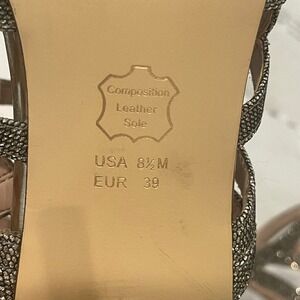 Composition
Leather
Sole
USA 8½M
EUR 39